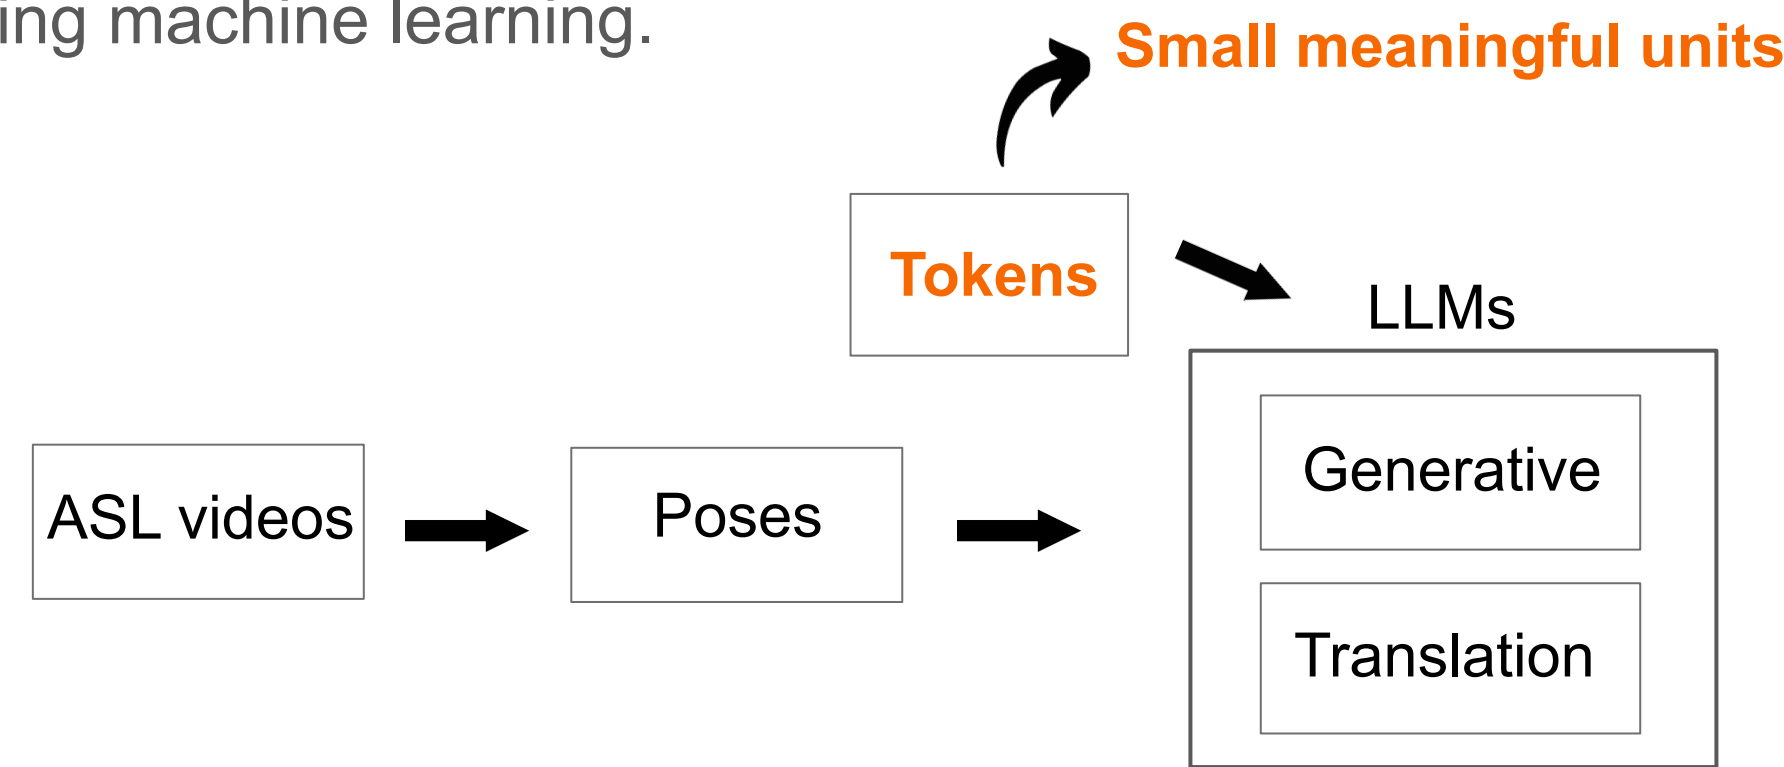 ing machine learning.
Small meaningful units
Tokens
LLMs
Generative
ASL videos
Poses
Translation